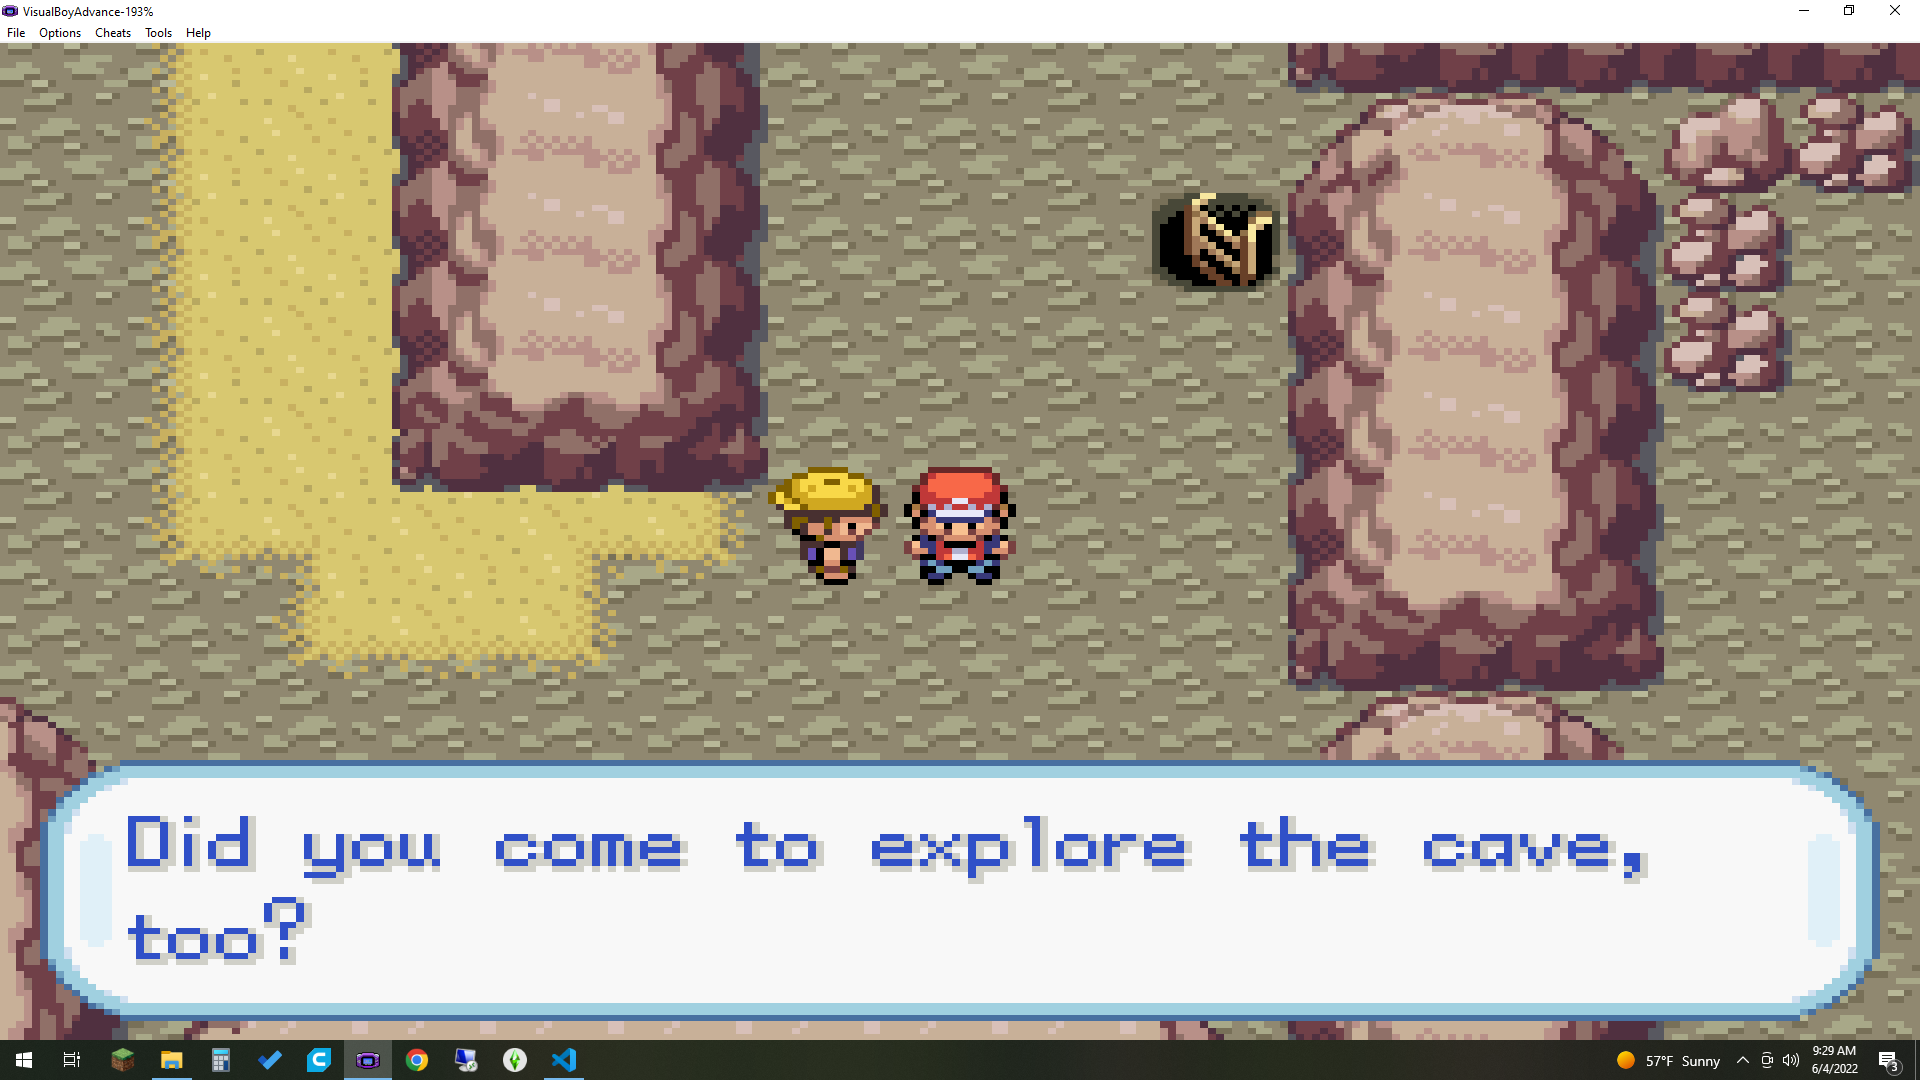 VisualBoyAdvance-193%
File Options Cheats Tools Help
Did you come to explore the cave,
too?
57°F Sunny
9:29 AM
6/4/2022
3